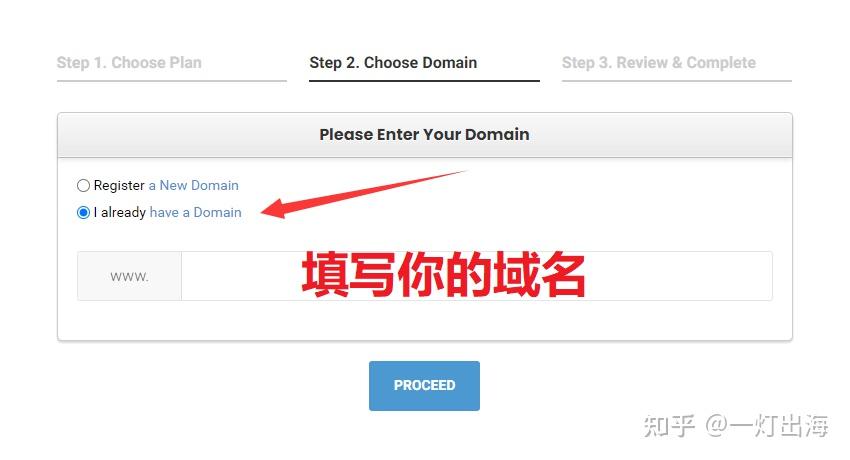 Step 1. Choose Plan
Step 2. Choose Domain
Step 3. Review & Complete
Please Enter Your Domain
Register a New Domain
I already have a Domain
www.
填写你的域名
PROCEED
知乎 @一灯出海